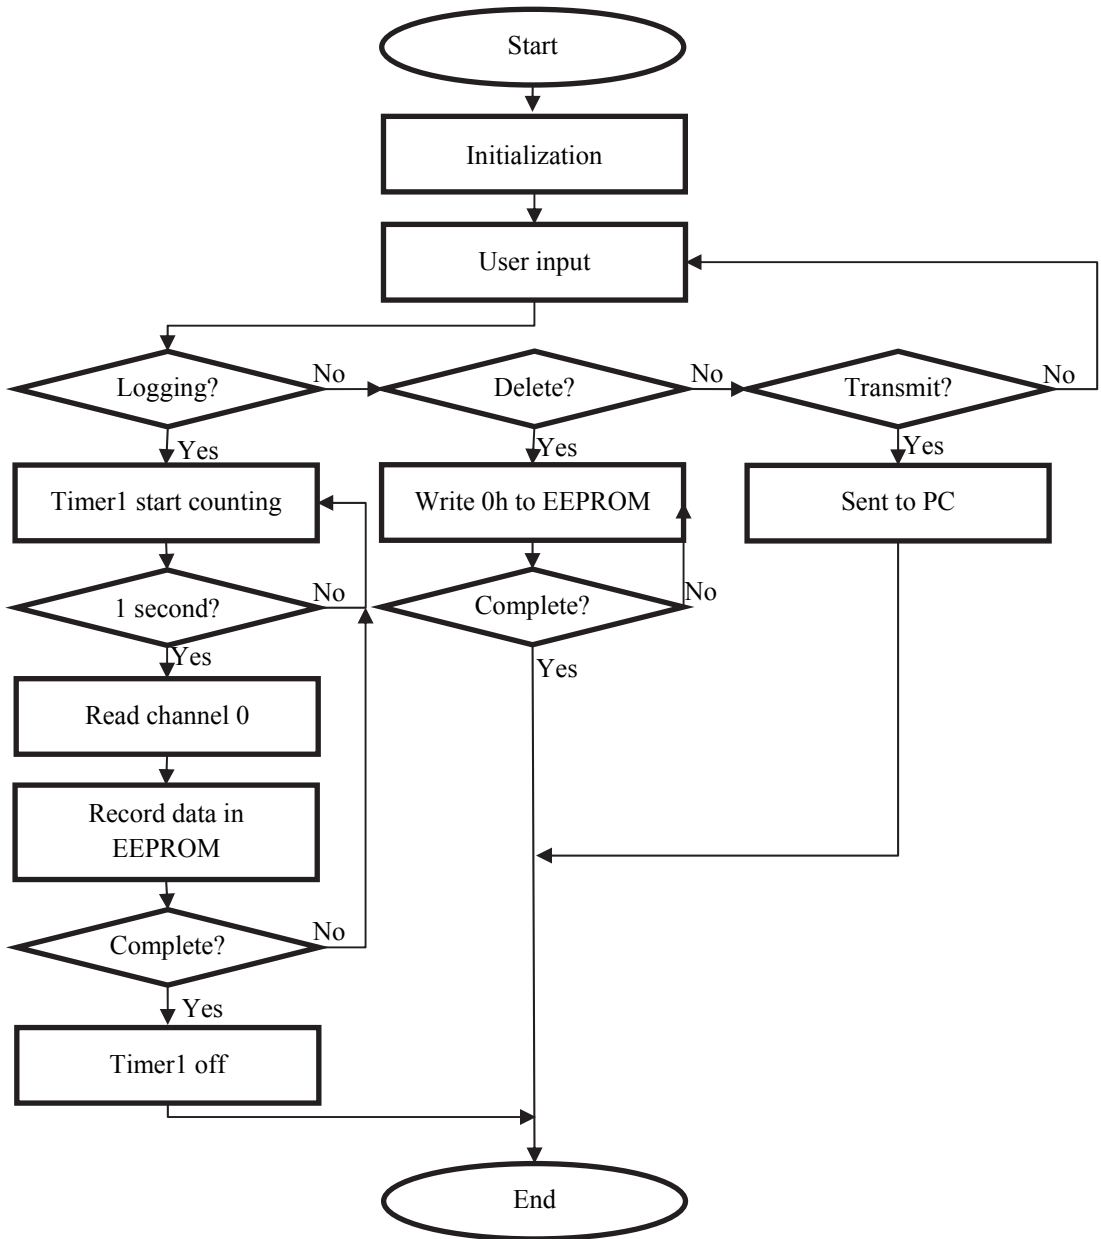 Start
Initialization
User input
Logging?
No
Delete?
No
Transmit?
No
Yes
Yes
Yes
Timer1 start counting
Write 0h to EEPROM
Sent to PC
1 second?
No
Complete?
No
Yes
Yes
Read channel 0
Record data in
EEPROM
Complete?
No
Yes
Timer1 off
End